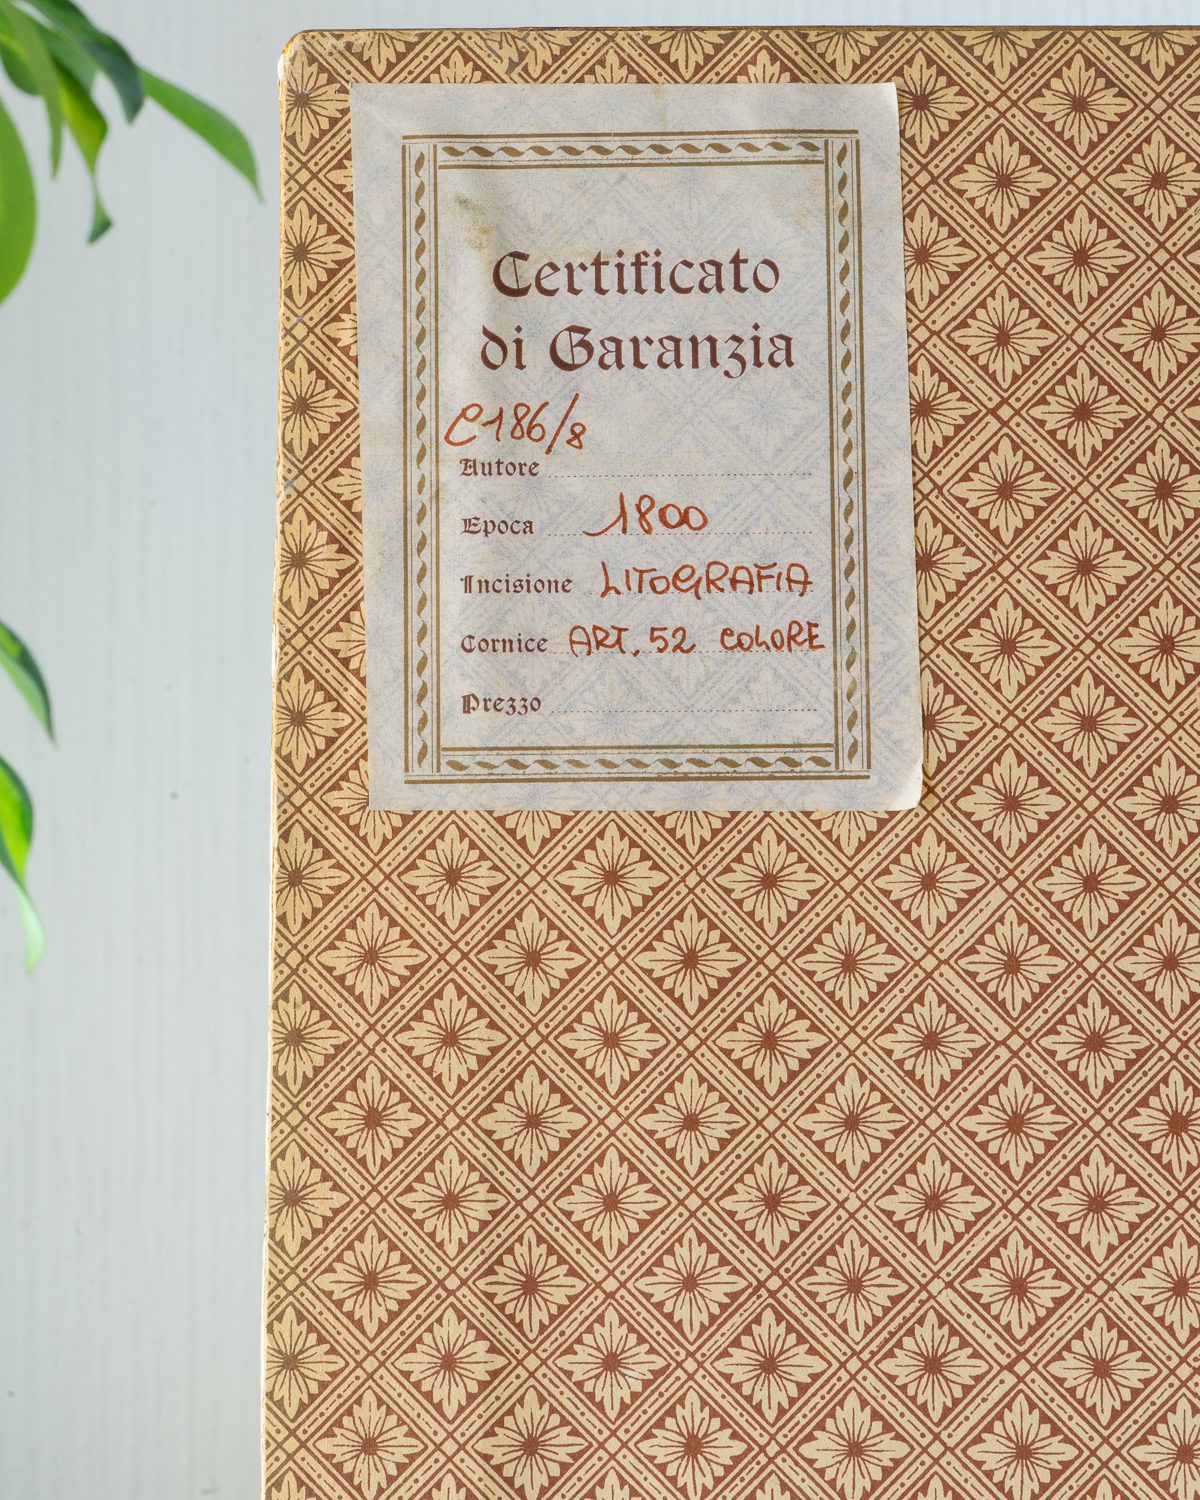 Certificato
di Garanzia
C186/8
Autore
Epoca 1800
Incisione LITOGRAFIA
Cornice ART. 52 COLORE
Prezzo